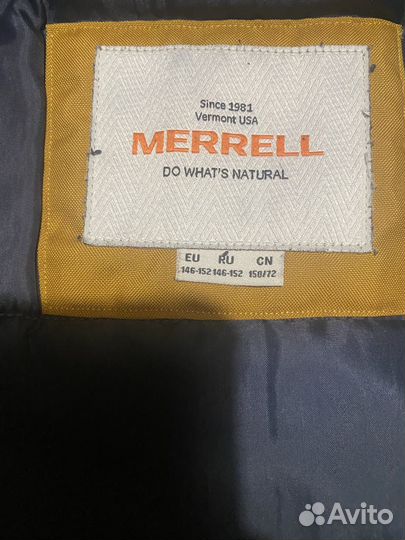 Since 1981
Vermont USA
MERRELL
DO WHAT'S NATURAL
EU RU CN
146-152 146-152 158/72
Avito